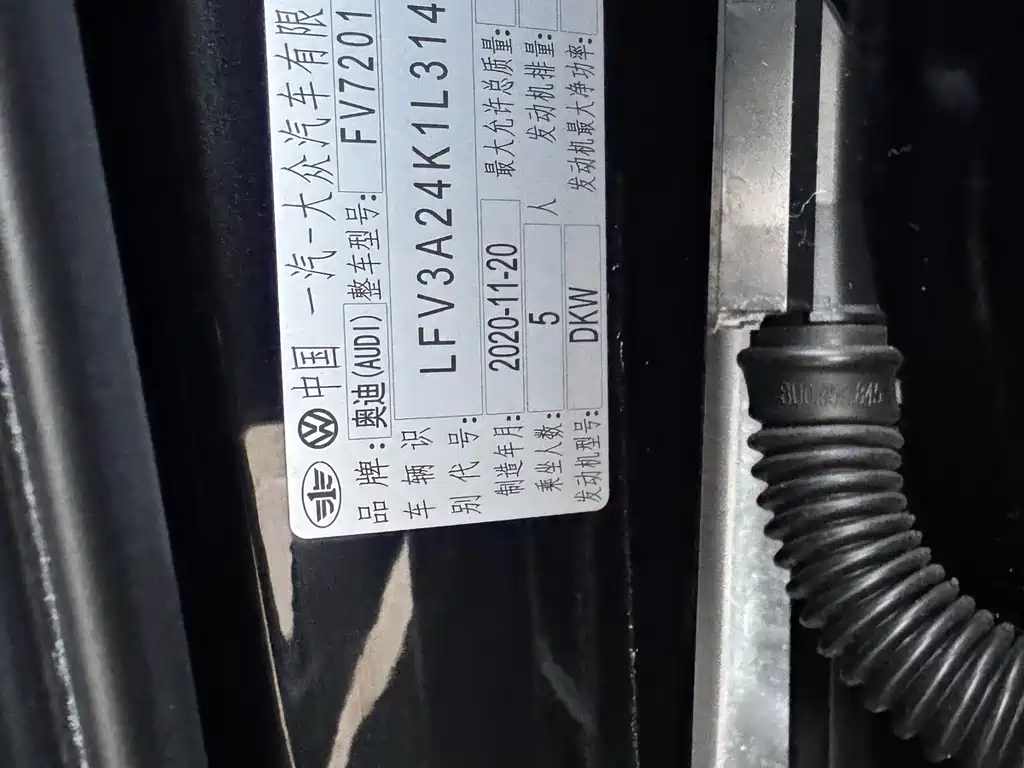 中国 一汽-大众汽车有限
品牌: 奥迪(AUDI) 整车型号: FV7201
车辆识别代号: LFV3A24K1L314
制造年月: 2020-11-20 最大允许总质量:
乘坐人数: 5 人 发动机排量:
发动机型号: DKW 发动机最大净功率: